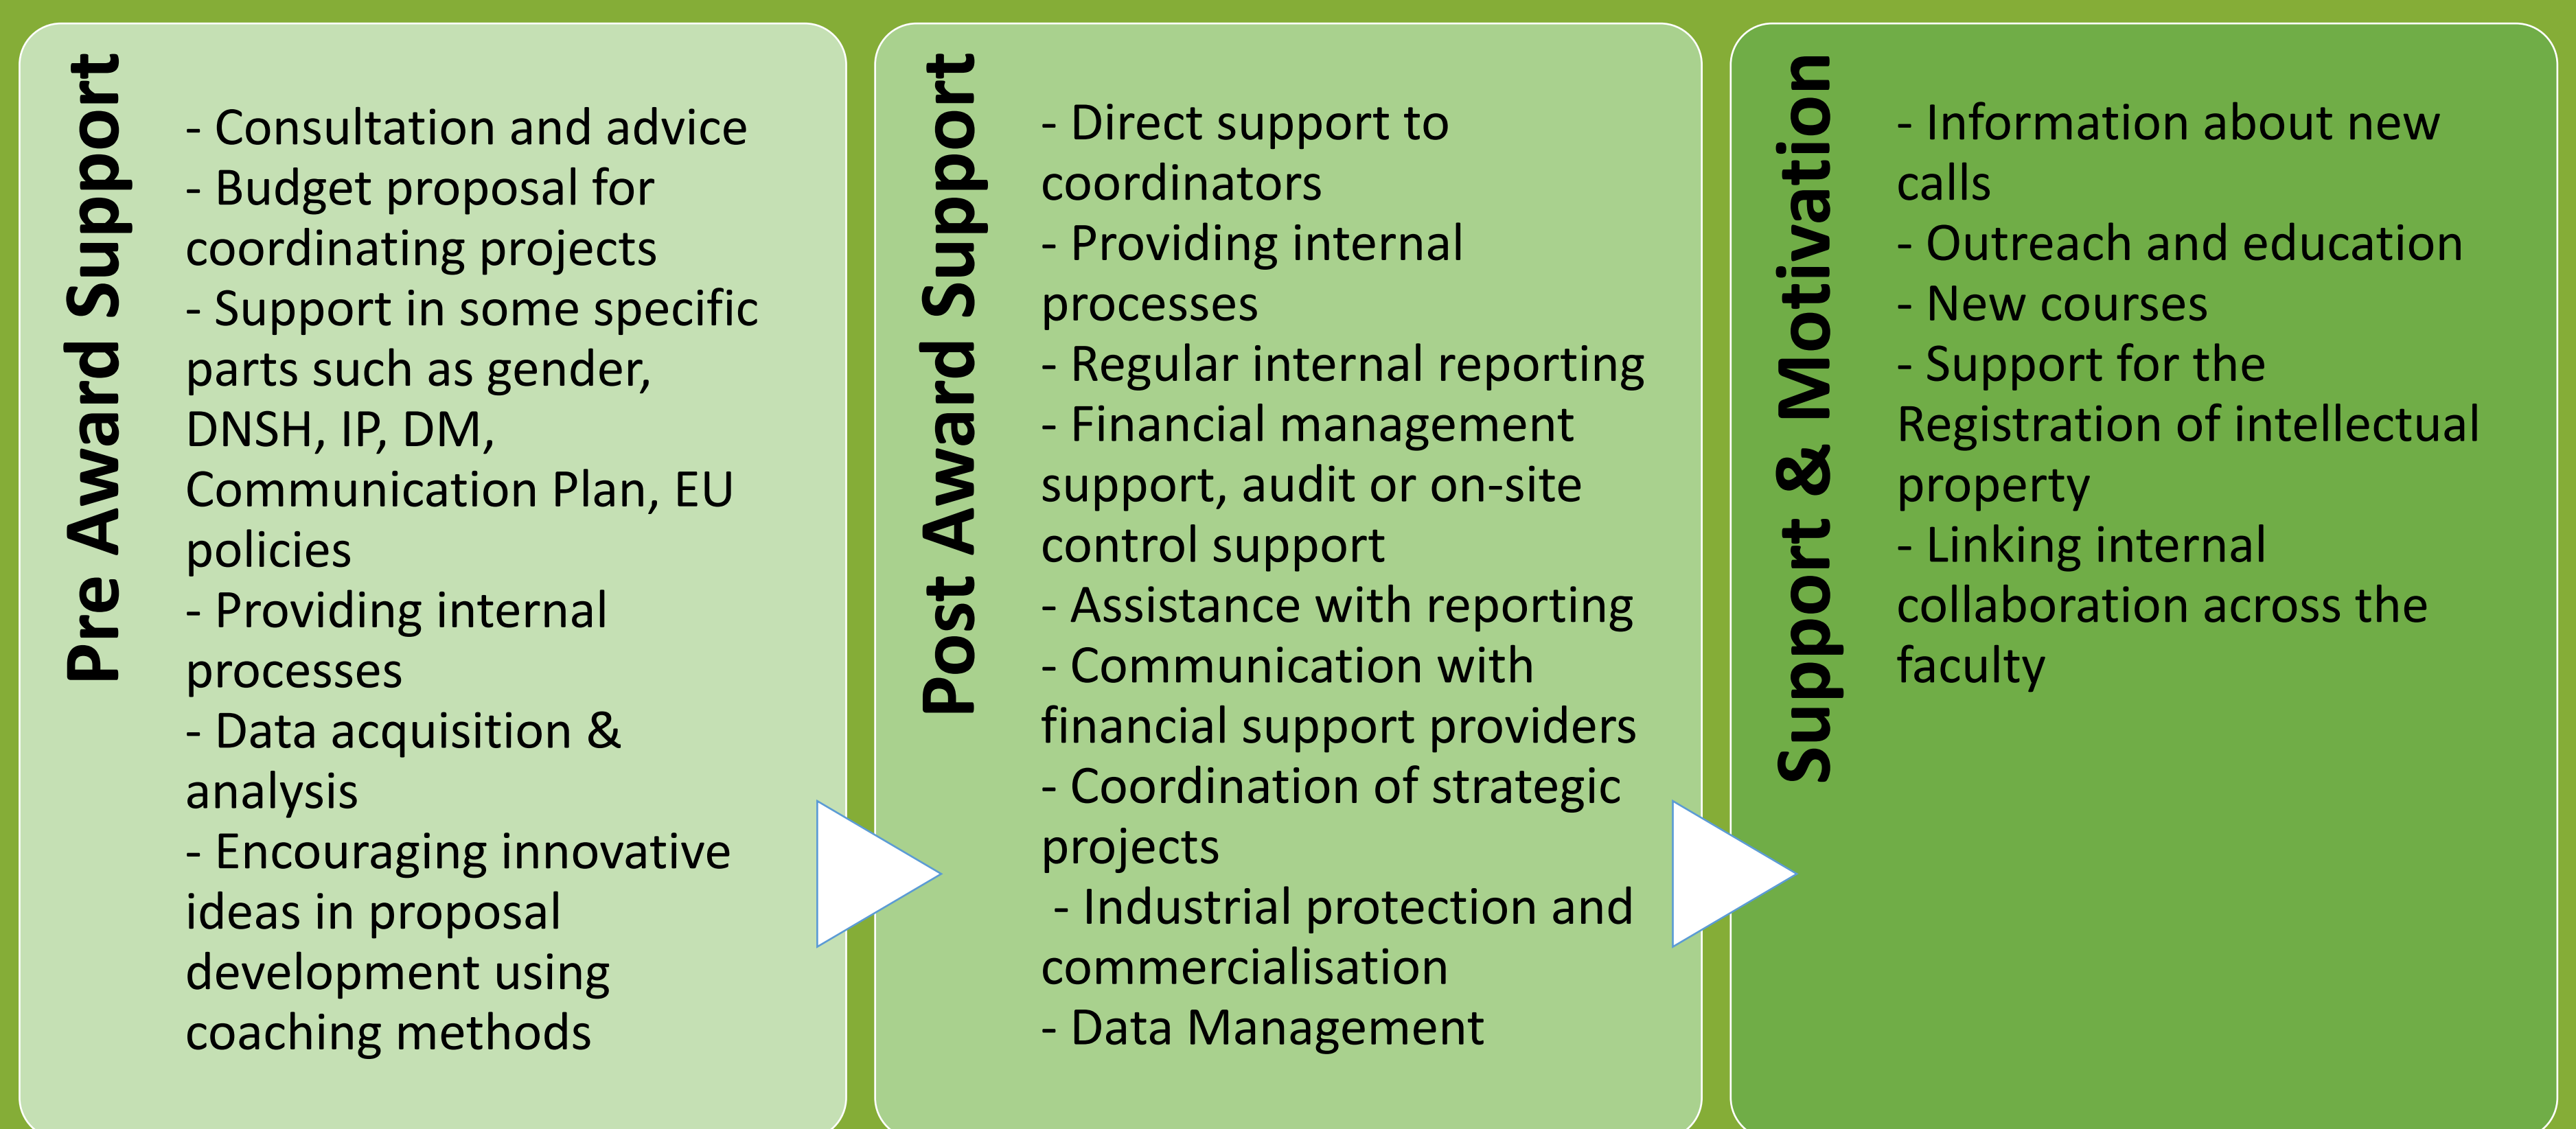 Pre Award Support
- Consultation and advice
- Budget proposal for
coordinating projects
- Support in some specific
parts such as gender,
DNSH, IP, DM,
Communication Plan, EU
policies
- Providing internal
processes
- Data acquisition &
analysis
- Encouraging innovative
ideas in proposal
development using
coaching methods
Post Award Support
- Direct support to
coordinators
- Providing internal
processes
- Regular internal reporting
- Financial management
support, audit or on-site
control support
- Assistance with reporting
- Communication with
financial support providers
- Coordination of strategic
projects
- Industrial protection and
commercialisation
- Data Management
Support & Motivation
- Information about new
calls
- Outreach and education
- New courses
- Support for the
Registration of intellectual
property
- Linking internal
collaboration across the
faculty